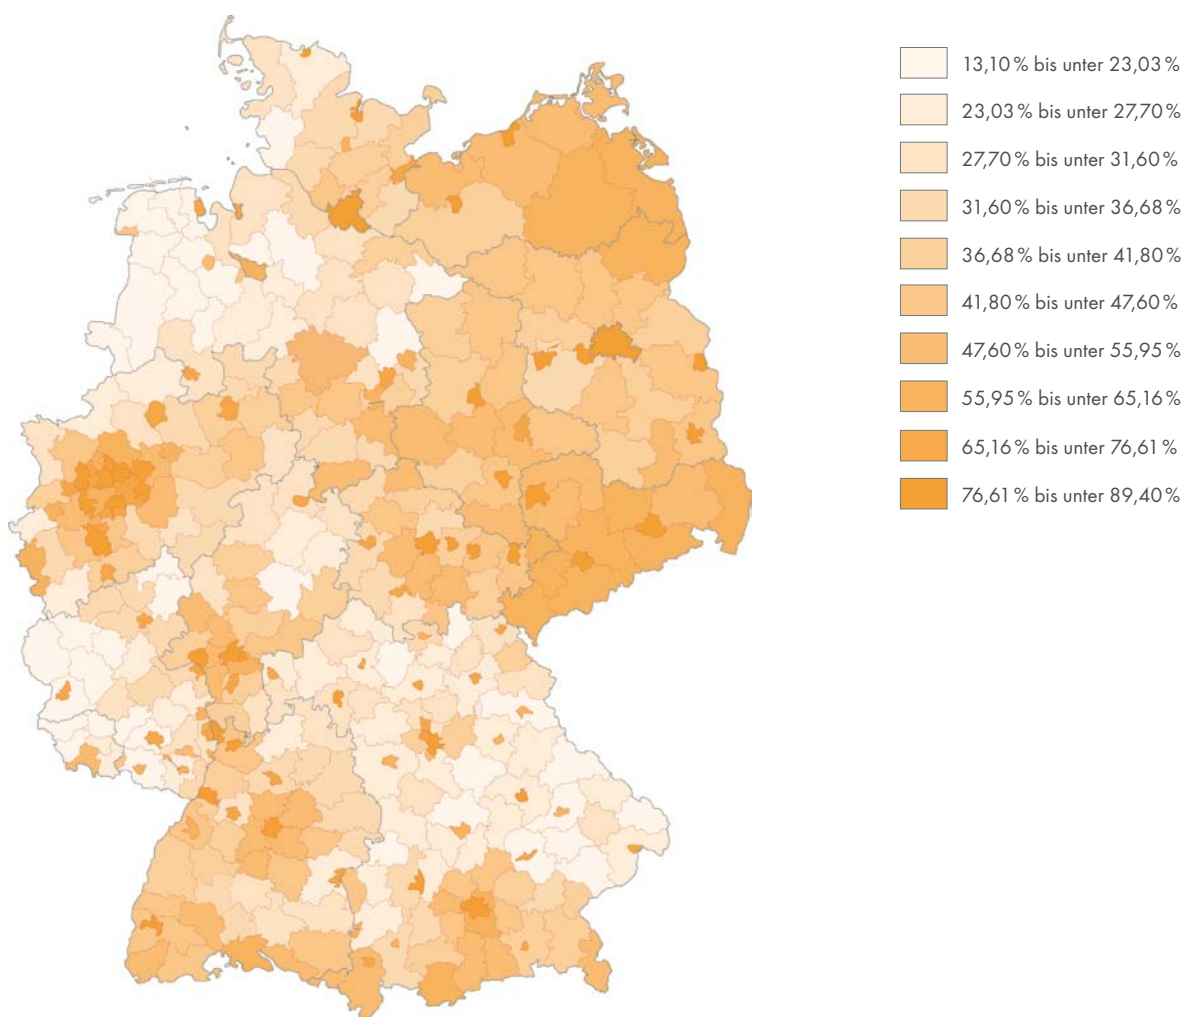 13,10 % bis unter 23,03 %
23,03 % bis unter 27,70 %
27,70 % bis unter 31,60 %
31,60 % bis unter 36,68 %
36,68 % bis unter 41,80 %
41,80 % bis unter 47,60 %
47,60 % bis unter 55,95 %
55,95 % bis unter 65,16 %
65,16 % bis unter 76,61 %
76,61 % bis unter 89,40 %